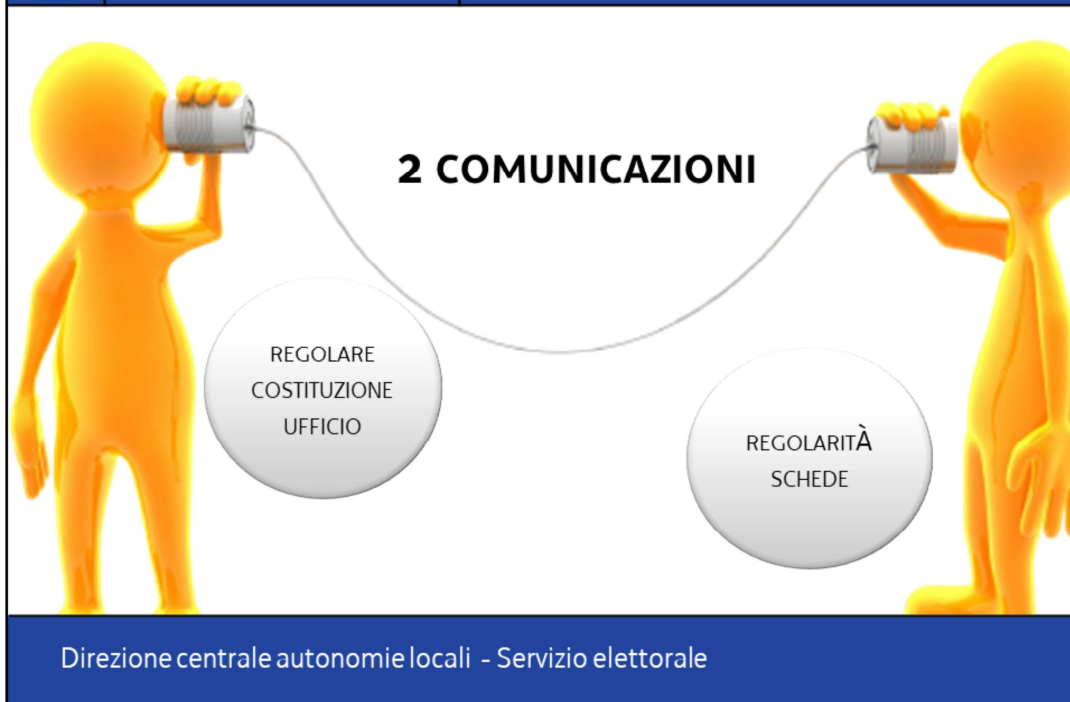 2 COMUNICAZIONI
REGOLARE
COSTITUZIONE
UFFICIO
REGOLARITÀ
SCHEDE
Direzione centrale autonomie locali - Servizio elettorale